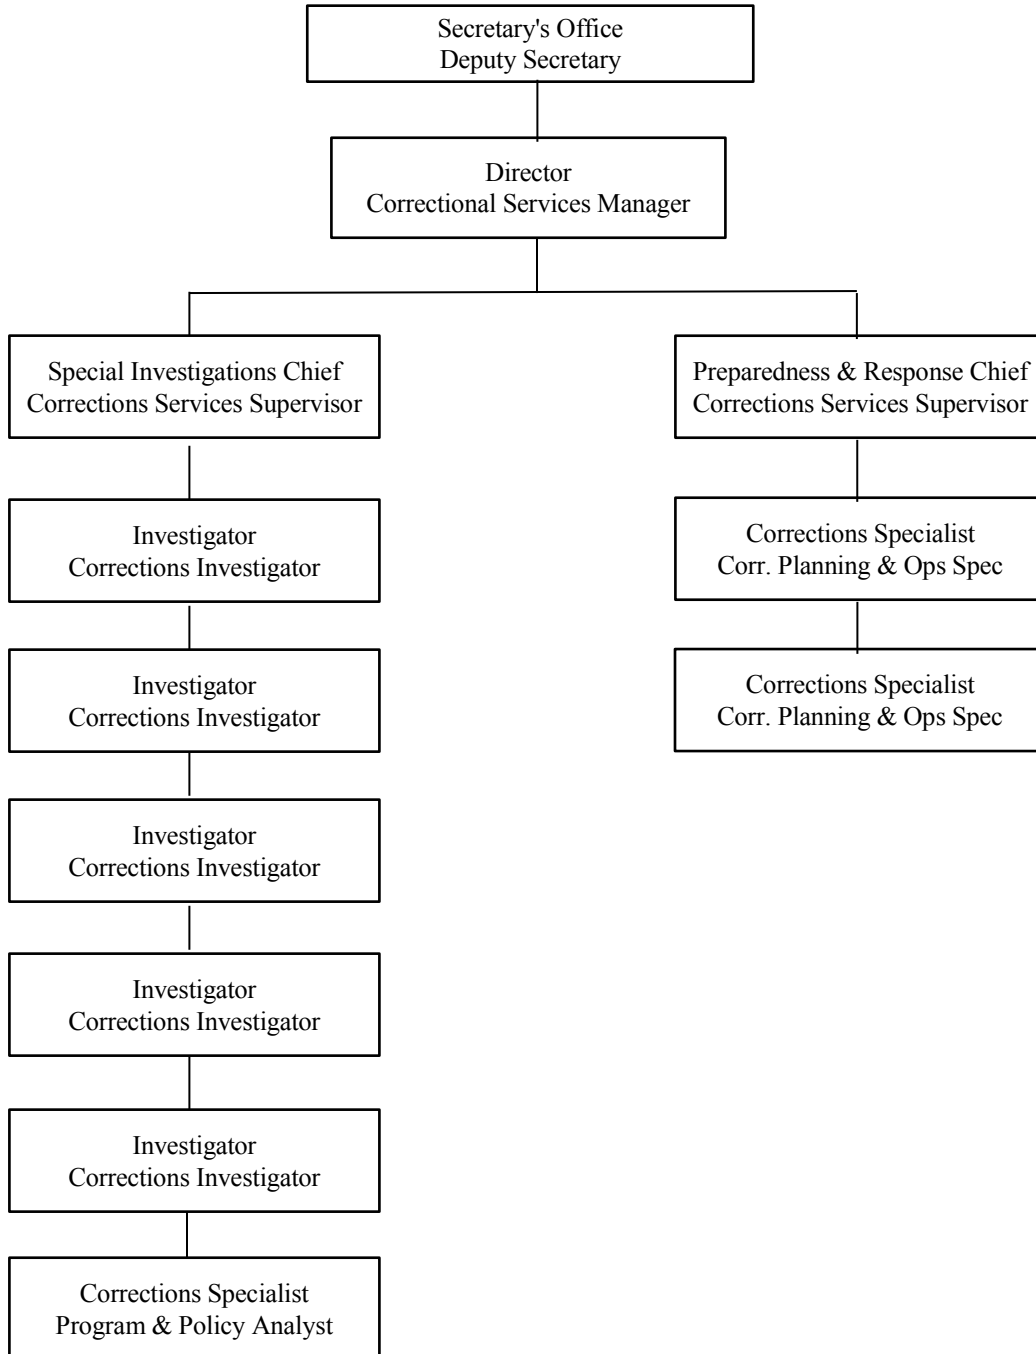 Secretary's Office
Deputy Secretary
Director
Correctional Services Manager
Special Investigations Chief
Corrections Services Supervisor
Preparedness & Response Chief
Corrections Services Supervisor
Investigator
Corrections Investigator
Corrections Specialist
Corr. Planning & Ops Spec
Investigator
Corrections Investigator
Corrections Specialist
Corr. Planning & Ops Spec
Investigator
Corrections Investigator
Investigator
Corrections Investigator
Investigator
Corrections Investigator
Corrections Specialist
Program & Policy Analyst